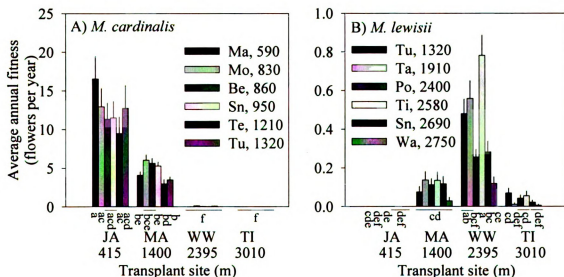 A) M. cardinalis
B) M. lewisii
Average annual fitness
(flowers per year)
25
20
15
10
5
0
Ma, 590
Mo, 830
Be, 860
Sn, 950
Te, 1210
Tu, 1320
1.0
0.8
0.6
0.4
0.2
0.0
Tu, 1320
Ta, 1910
Po, 2400
Ti, 2580
Sn, 2690
Wa, 2750
a
ac
f
f
cd
JA MA WW TI
415 1400 2395 3010
JA MA WW TI
415 1400 2395 3010
Transplant site (m)
Transplant site (m)